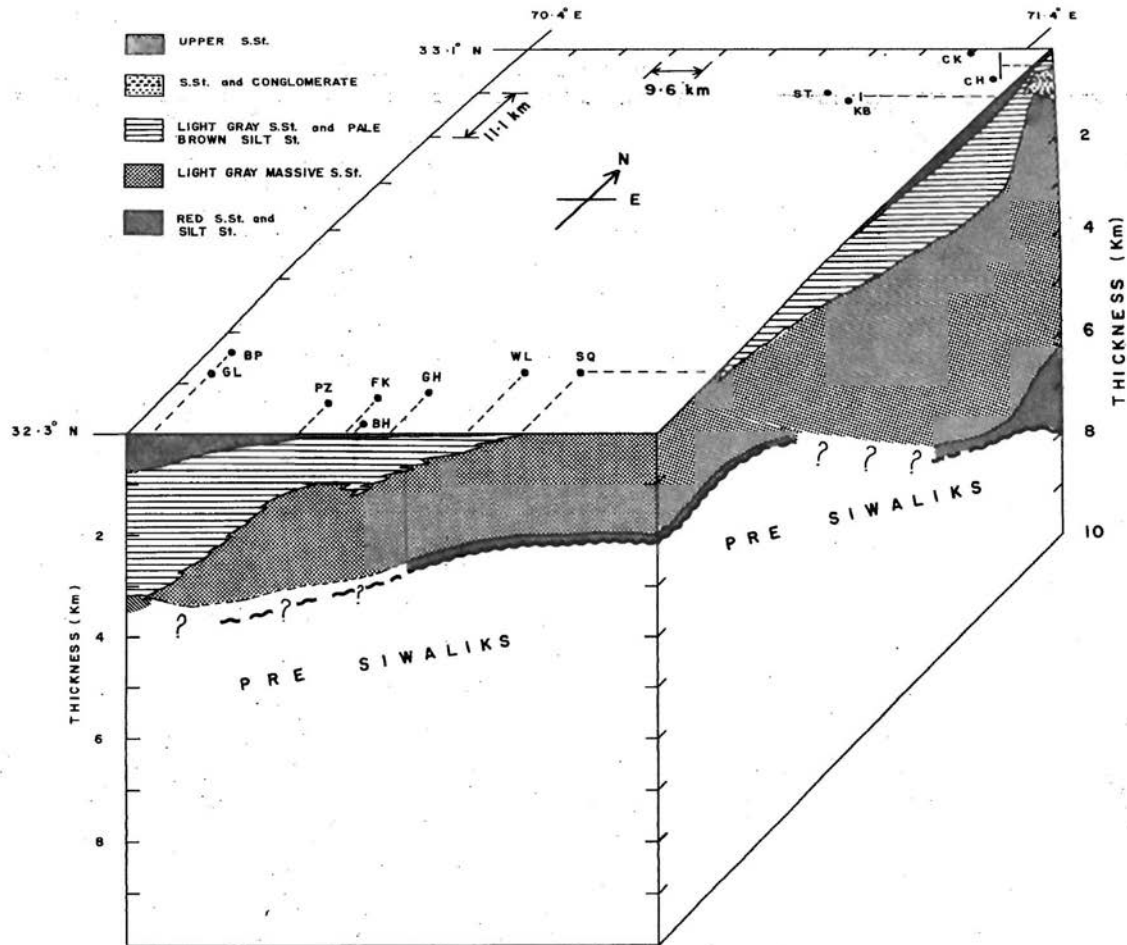 70·4° E
71·4° E
33·1° N
UPPER S.St.
S.St. and CONGLOMERATE
LIGHT GRAY S.St. and PALE
BROWN SILT St.
LIGHT GRAY MASSIVE S.St.
RED S.St. and
SILT St.
11·1 km
9·6 km
CK
CH
ST
KB
N
E
BP
GL
PZ
FK
BH
GH
WL
SQ
32·3° N
2
4
6
8
10
THICKNESS (Km)
? ? ?
PRE SIWALIKS
2
4
6
8
THICKNESS (Km)
? ? ?
PRE SIWALIKS